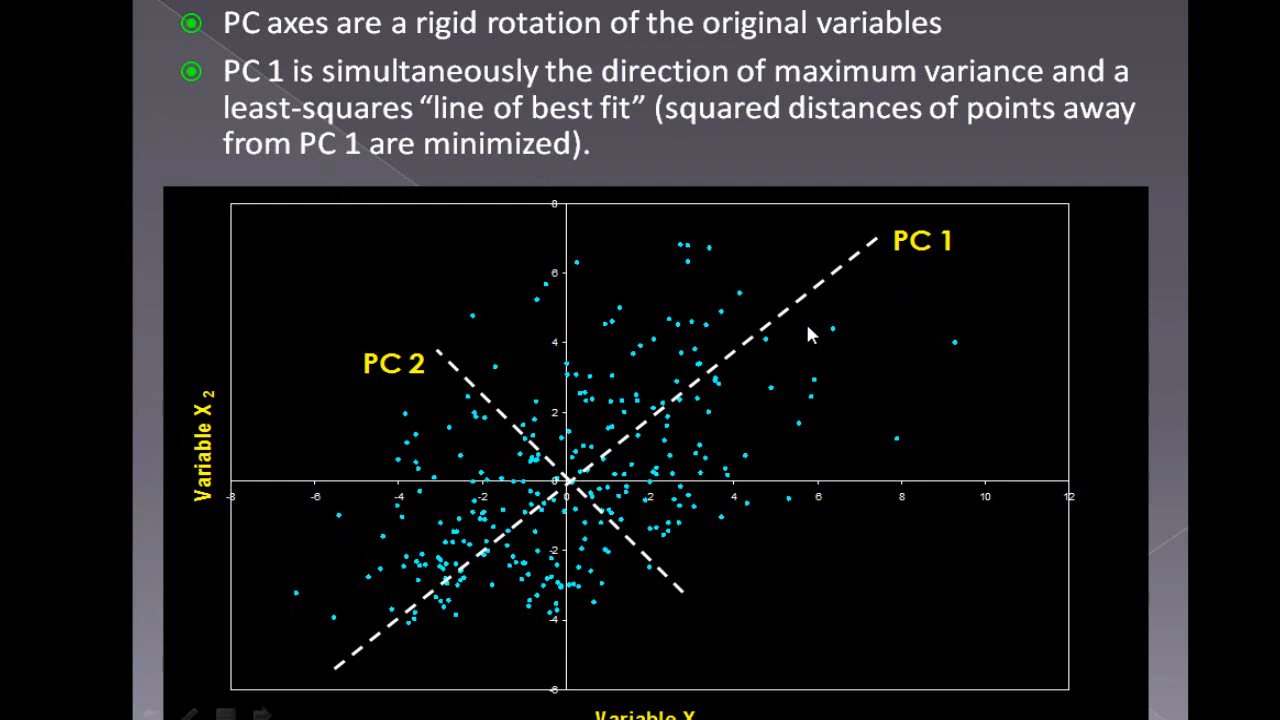 PC axes are a rigid rotation of the original variables
PC 1 is simultaneously the direction of maximum variance and a
least-squares “line of best fit” (squared distances of points away
from PC 1 are minimized).
8
PC 1
6
4
PC 2
2
Variable X 2
0
-8 -6 -4 -2 0 2 4 6 8 10 12
-2
-4
-6
Variable X